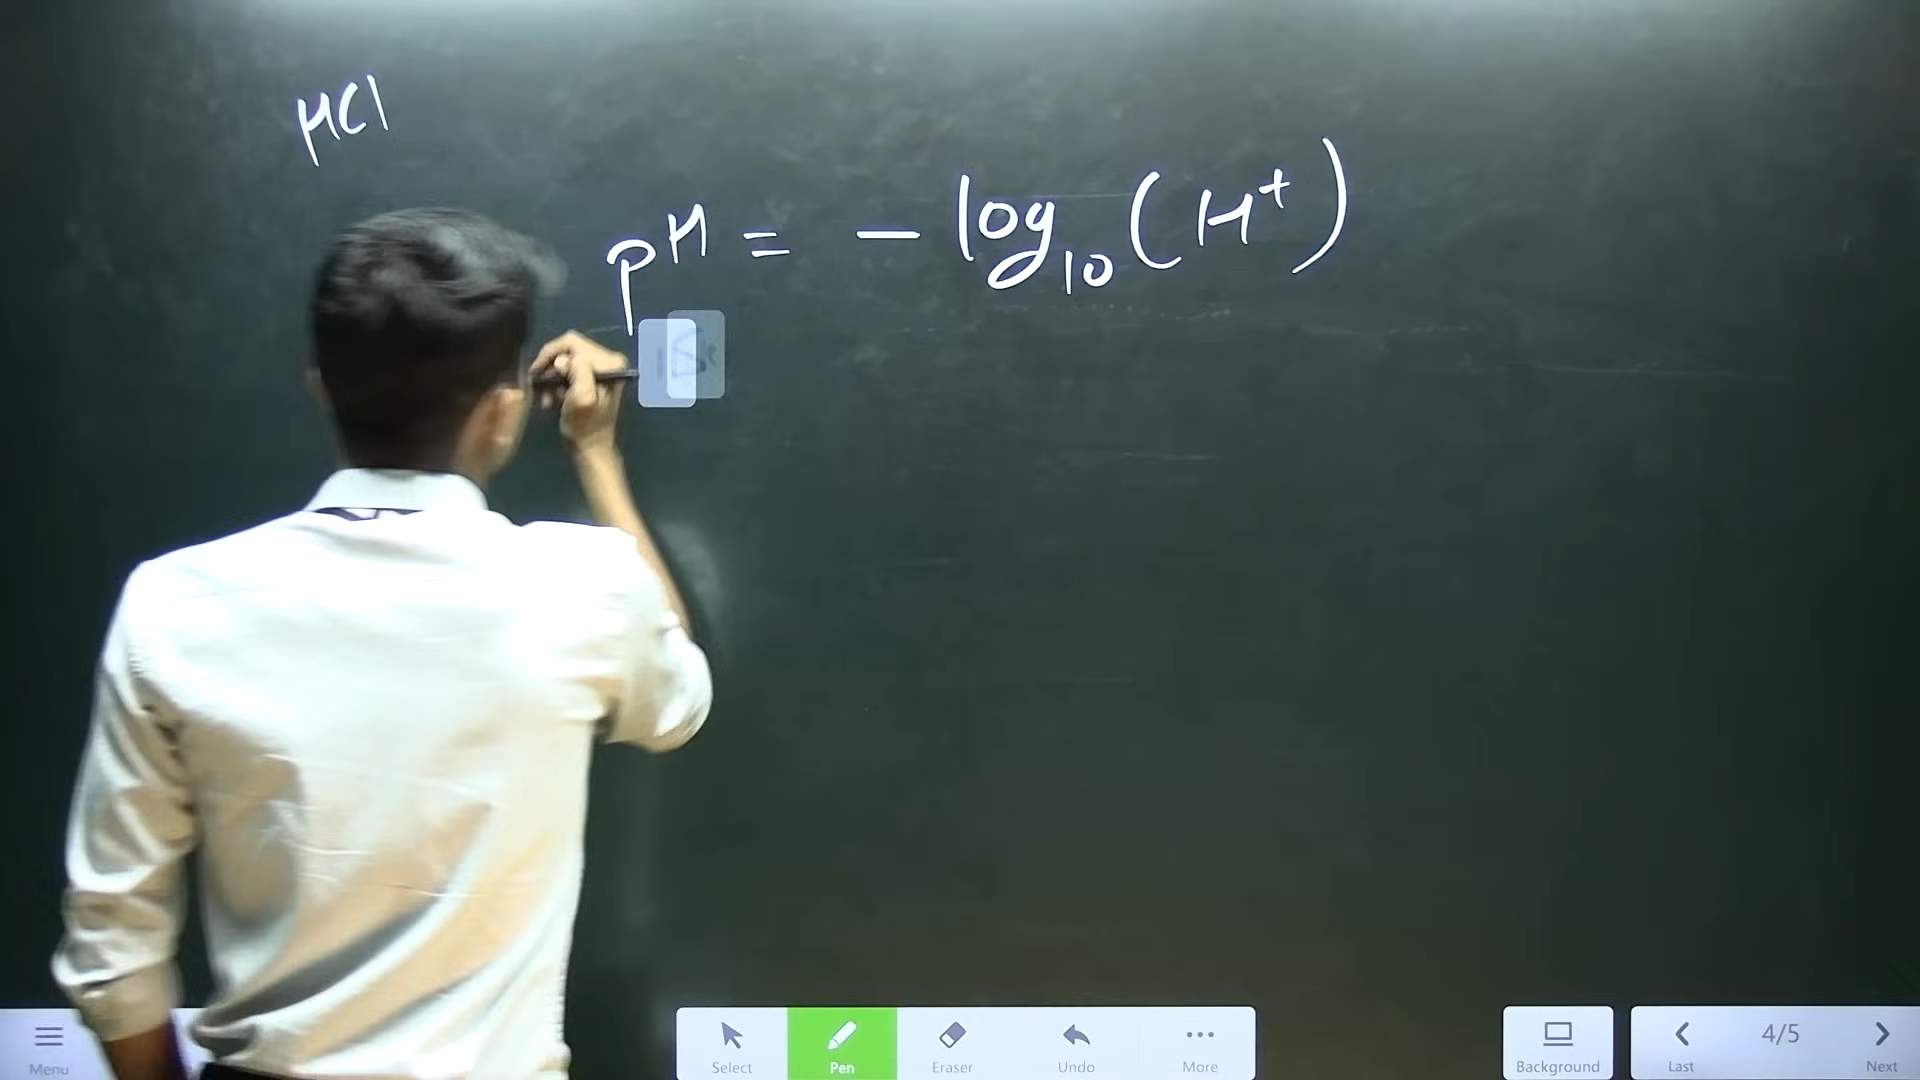 HCl
pH = - log10 (H+)
Menu
Select
Pen
Eraser
Undo
More
Background
Last
4/5
Next